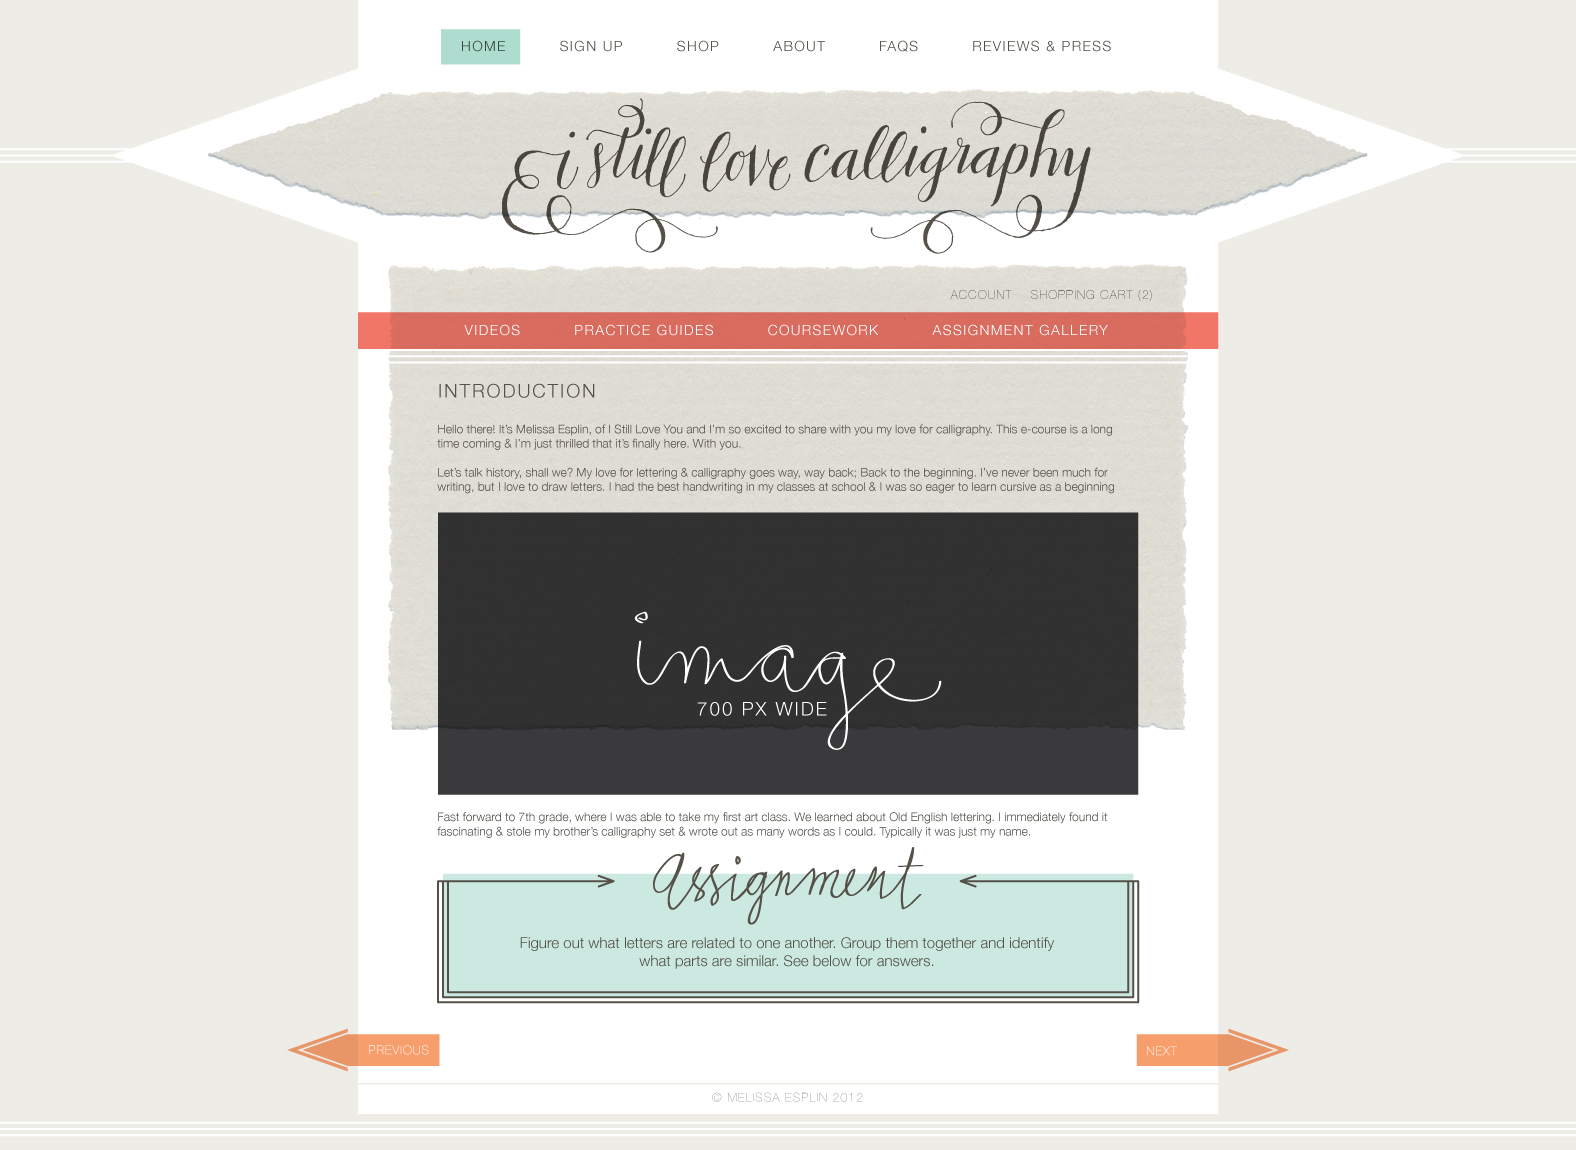 HOME SIGN UP SHOP ABOUT FAQS REVIEWS & PRESS
i still love calligraphy
ACCOUNT SHOPPING CART (2)
VIDEOS PRACTICE GUIDES COURSEWORK ASSIGNMENT GALLERY
INTRODUCTION
Hello there! It's Melissa Esplin, of I Still Love You and I'm so excited to share with you my love for calligraphy. This e-course is a long
time coming & I'm just thrilled that it's finally here. With you.
Let's talk history, shall we? My love for lettering & calligraphy goes way, way back; Back to the beginning. I've never been much for
writing, but I love to draw letters. I had the best handwriting in my classes at school & I was so eager to learn cursive as a beginning
image
700 PX WIDE
Fast forward to 7th grade, where I was able to take my first art class. We learned about Old English lettering. I immediately found it
fascinating & stole my brother's calligraphy set & wrote out as many words as I could. Typically it was just my name.
assignment
Figure out what letters are related to one another. Group them together and identify
what parts are similar. See below for answers.
PREVIOUS NEXT
© MELISSA ESPLIN 2012